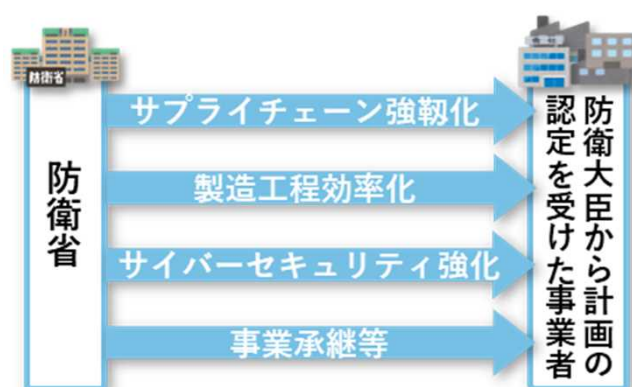 防衛省
防衛省
サプライチェーン強靱化
製造工程効率化
サイバーセキュリティ強化
事業承継等
防衛大臣から計画の
認定を受けた事業者